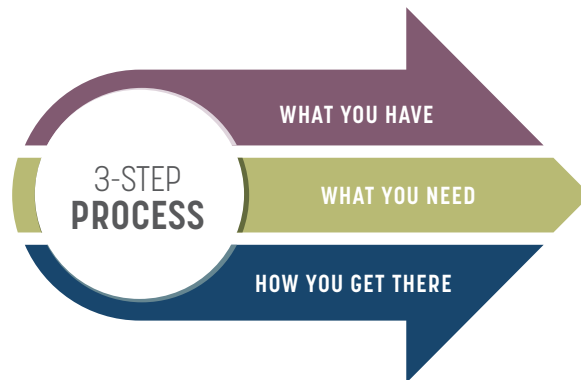 3-STEP
PROCESS
WHAT YOU HAVE
WHAT YOU NEED
HOW YOU GET THERE